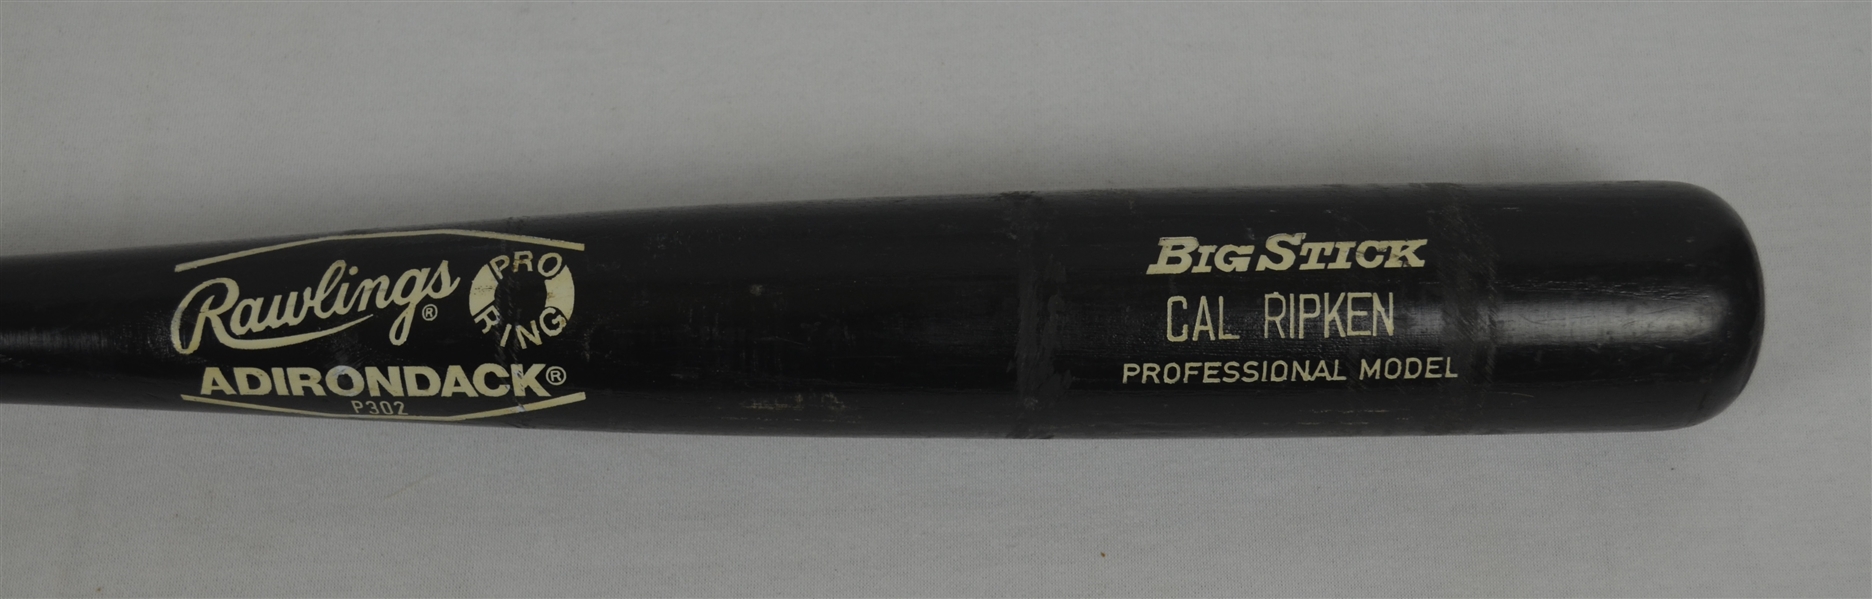 Rawlings®
PRO RING
ADIRONDACK®
P302
BIG STICK
CAL RIPKEN
PROFESSIONAL MODEL